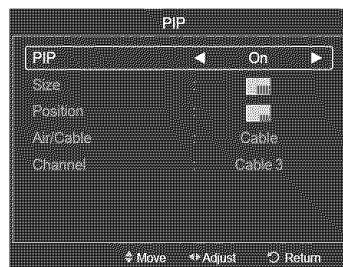 PIP
PIP ◀ On ▶
Size :
Position :
Air/Cable : Cable
Channel : Cable 3
Move Adjust Return